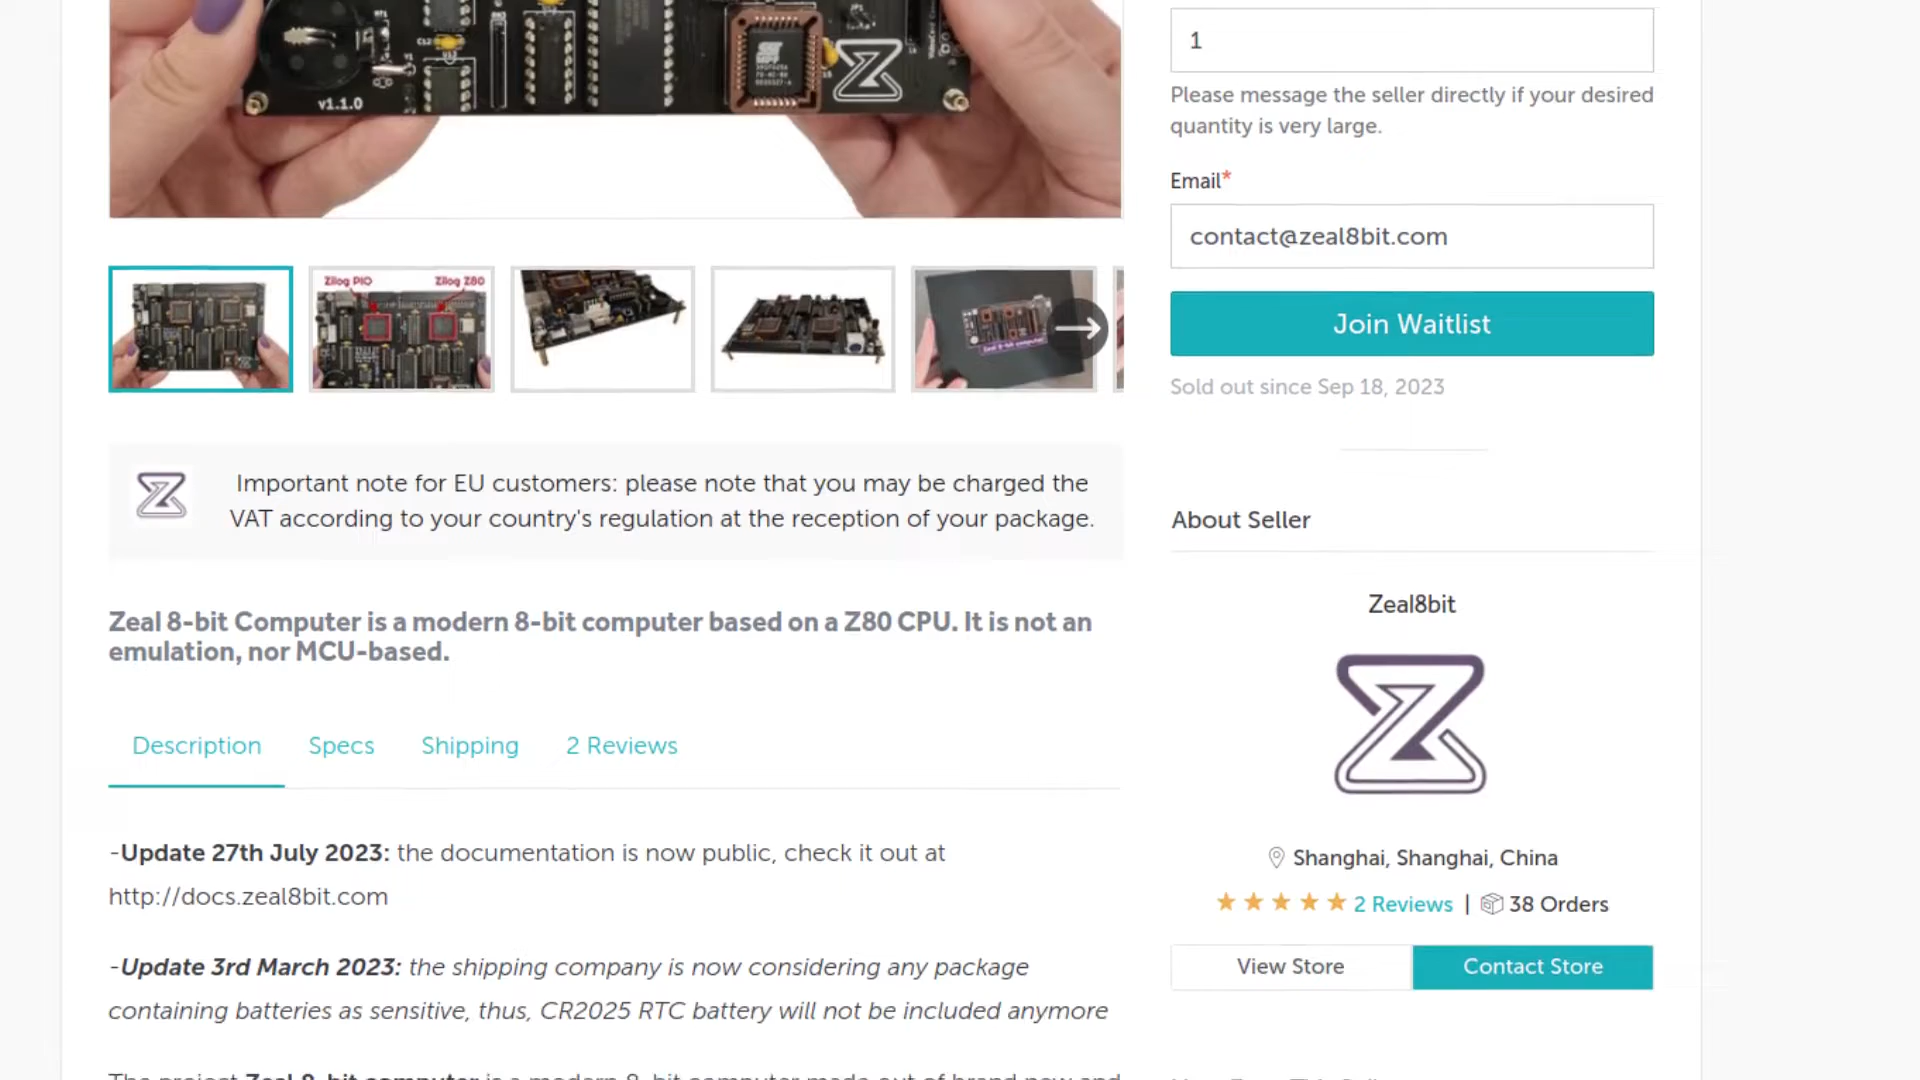 v1.1.0
1
Please message the seller directly if your desired
quantity is very large.
Email*
contact@zeal8bit.com
Join Waitlist
Sold out since Sep 18, 2023
Zilog PIO
Zilog Z80
Important note for EU customers: please note that you may be charged the
VAT according to your country's regulation at the reception of your package.
Zeal 8-bit Computer is a modern 8-bit computer based on a Z80 CPU. It is not an
emulation, nor MCU-based.
Description
Specs
Shipping
2 Reviews
-Update 27th July 2023: the documentation is now public, check it out at
http://docs.zeal8bit.com
-Update 3rd March 2023: the shipping company is now considering any package
containing batteries as sensitive, thus, CR2025 RTC battery will not be included anymore
About Seller
Zeal8bit
Shanghai, Shanghai, China
2 Reviews | 38 Orders
View Store
Contact Store